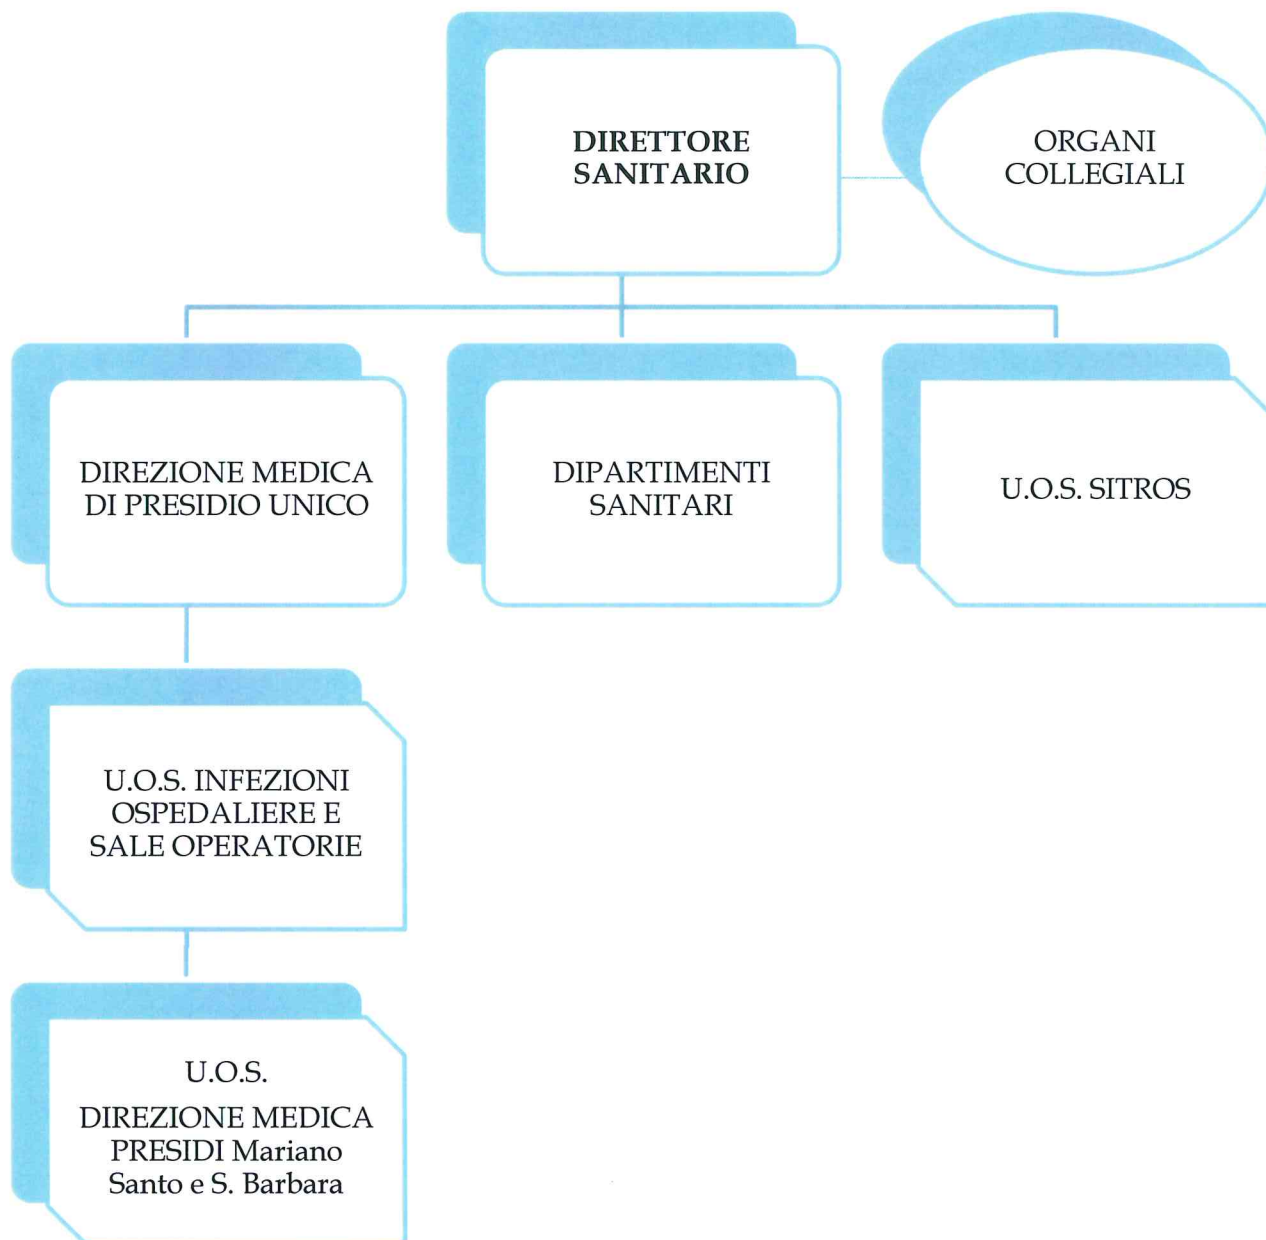 DIRETTORE
SANITARIO
ORGANI
COLLEGIALI
DIREZIONE MEDICA
DI PRESIDIO UNICO
DIPARTIMENTI
SANITARI
U.O.S. SITROS
U.O.S. INFEZIONI
OSPEDALIERE E
SALE OPERATORIE
U.O.S.
DIREZIONE MEDICA
PRESIDI Mariano
Santo e S. Barbara